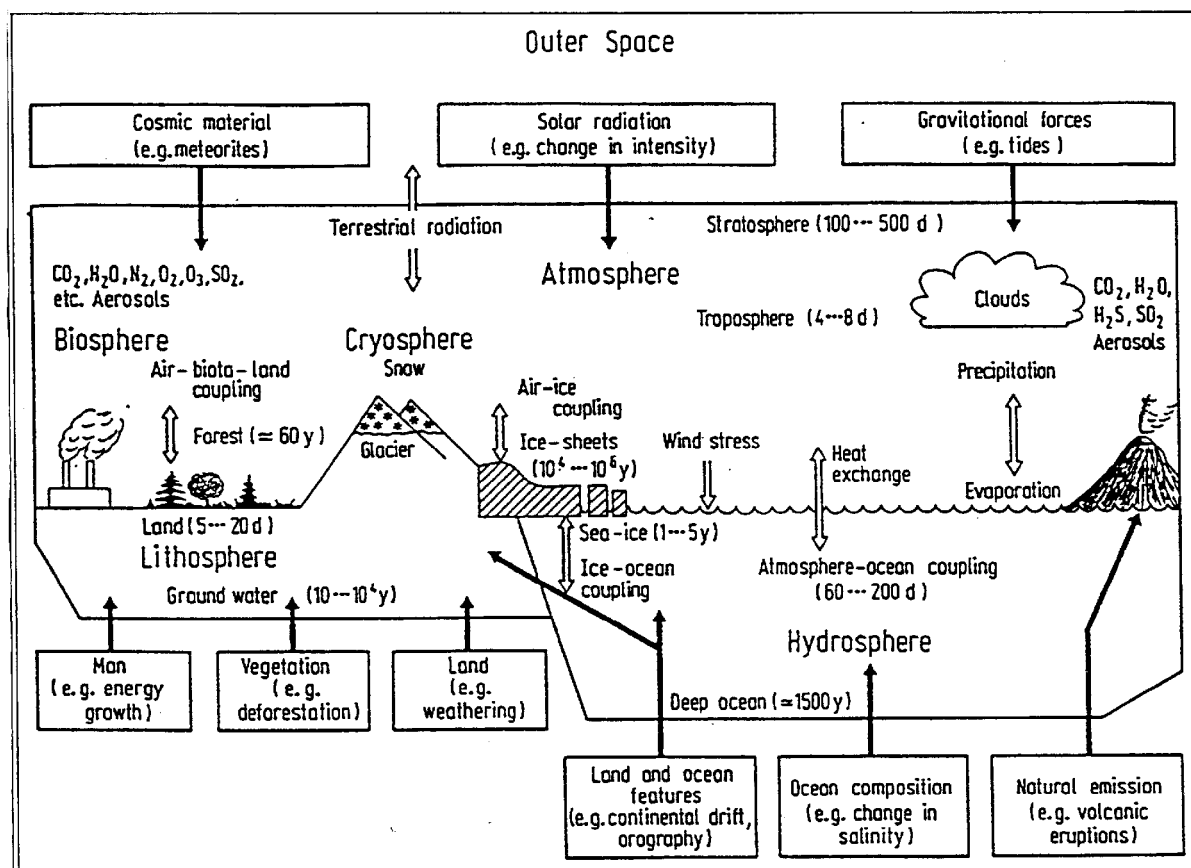 Outer Space
Cosmic material
(e.g. meteorites)
Solar radiation
(e.g. change in intensity)
Gravitational forces
(e.g. tides)
Terrestrial radiation
Stratosphere (100···500 d)
CO₂, H₂O, N₂, O₂, O₃, SO₂.
etc. Aerosols
Atmosphere
Clouds
CO₂, H₂O,
H₂S, SO₂
Aerosols
Troposphere (4···8 d)
Biosphere
Cryosphere
Snow
Air-biota-land
coupling
Air-ice
coupling
Precipitation
Forest (≃ 60 y)
Glacier
Ice-sheets
(10⁴···10⁶ y)
Wind stress
Heat
exchange
Evaporation
Land (5···20 d)
Sea-ice (1···5 y)
Lithosphere
Ice-ocean
coupling
Atmosphere-ocean coupling
(60···200 d)
Ground water (10···10⁴ y)
Hydrosphere
Man
(e.g. energy
growth)
Vegetation
(e.g.
deforestation)
Land
(e.g.
weathering)
Deep ocean (≃1500 y)
Land and ocean
features
(e.g. continental drift,
orography)
Ocean composition
(e.g. change in
salinity)
Natural emission
(e.g. volcanic
eruptions)